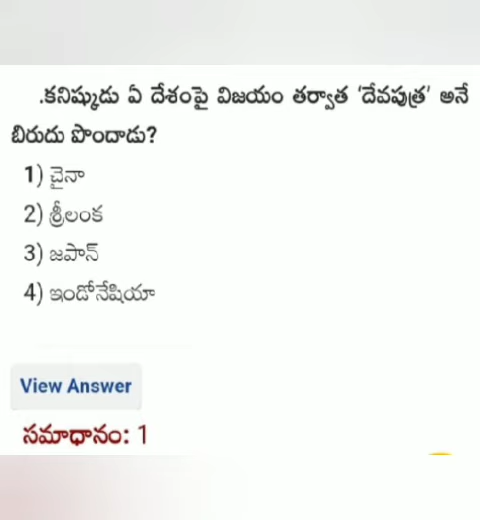 .కనిష్కుడు ఏ దేశంపై విజయం తర్వాత 'దేవపుత్ర' అనే
బిరుదు పొందాడు?
1) చైనా
2) శ్రీలంక
3) జపాన్
4) ఇండోనేషియా
View Answer
సమాధానం: 1